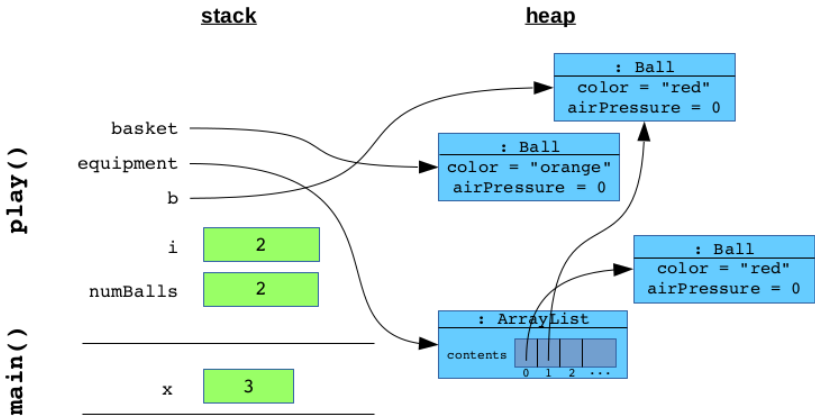 stack
heap
: Ball
color = "red"
airPressure = 0
basket
: Ball
color = "orange"
airPressure = 0
equipment
b
play()
i
2
: Ball
color = "red"
airPressure = 0
numBalls
2
: ArrayList
contents
0 1 2 ...
main()
x
3